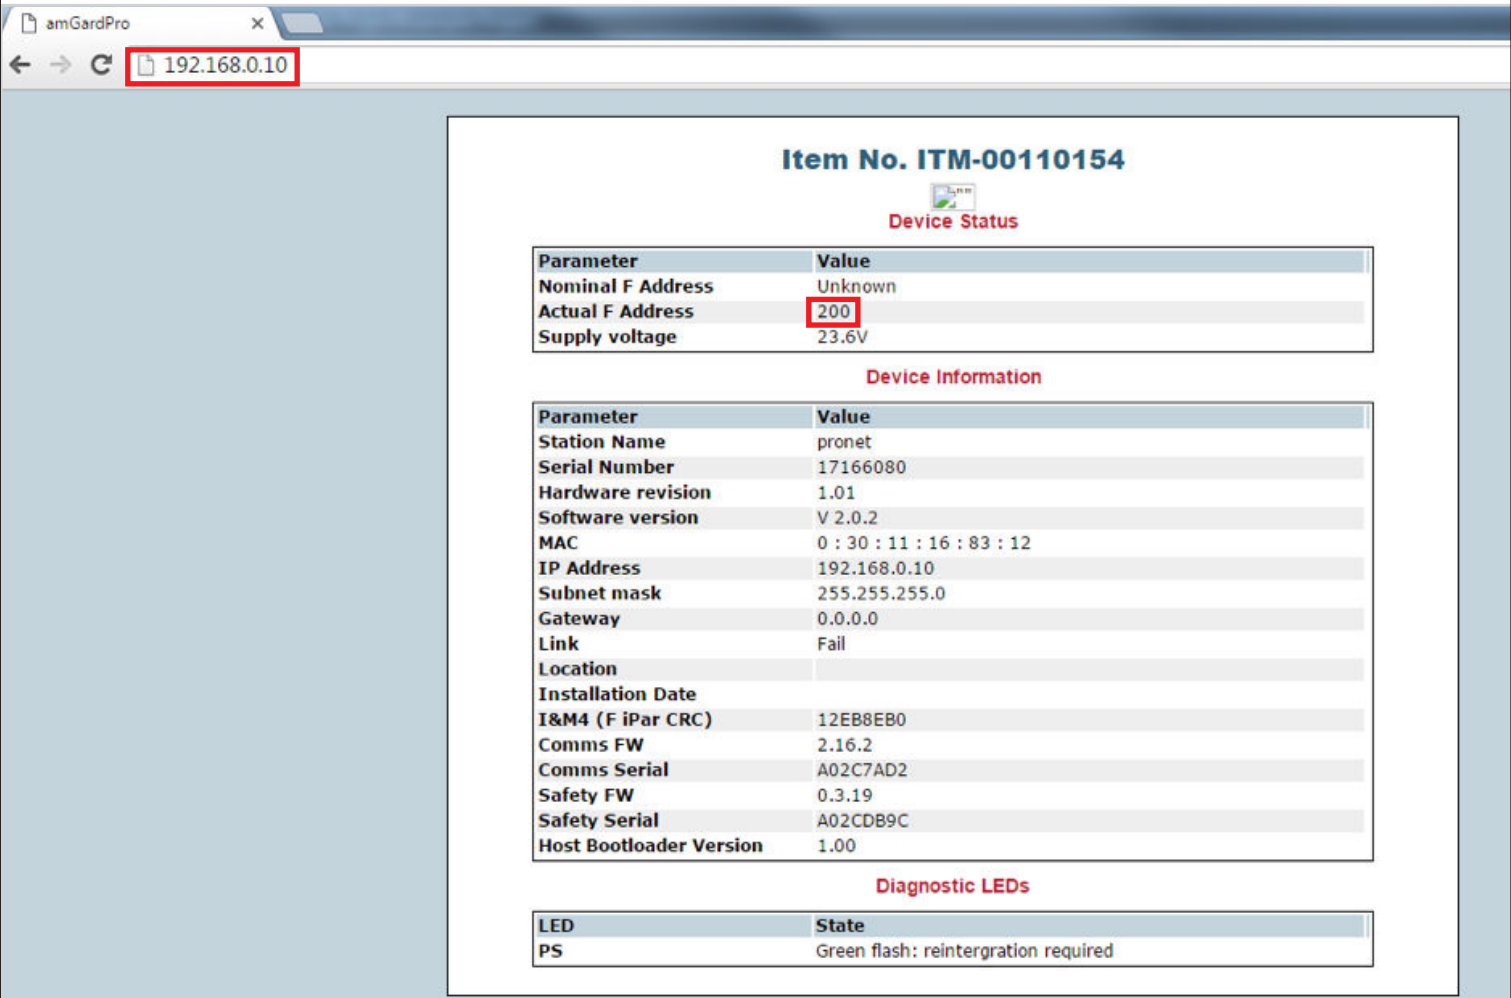 amGardPro
192.168.0.10
Item No. ITM-00110154
""
Device Status
Parameter Value
Nominal F Address Unknown
Actual F Address 200
Supply voltage 23.6V
Device Information
Parameter Value
Station Name pronet
Serial Number 17166080
Hardware revision 1.01
Software version V 2.0.2
MAC 0 : 30 : 11 : 16 : 83 : 12
IP Address 192.168.0.10
Subnet mask 255.255.255.0
Gateway 0.0.0.0
Link Fail
Location
Installation Date
I&M4 (F iPar CRC) 12EB8EB0
Comms FW 2.16.2
Comms Serial A02C7AD2
Safety FW 0.3.19
Safety Serial A02CDB9C
Host Bootloader Version 1.00
Diagnostic LEDs
LED State
PS Green flash: reintergration required